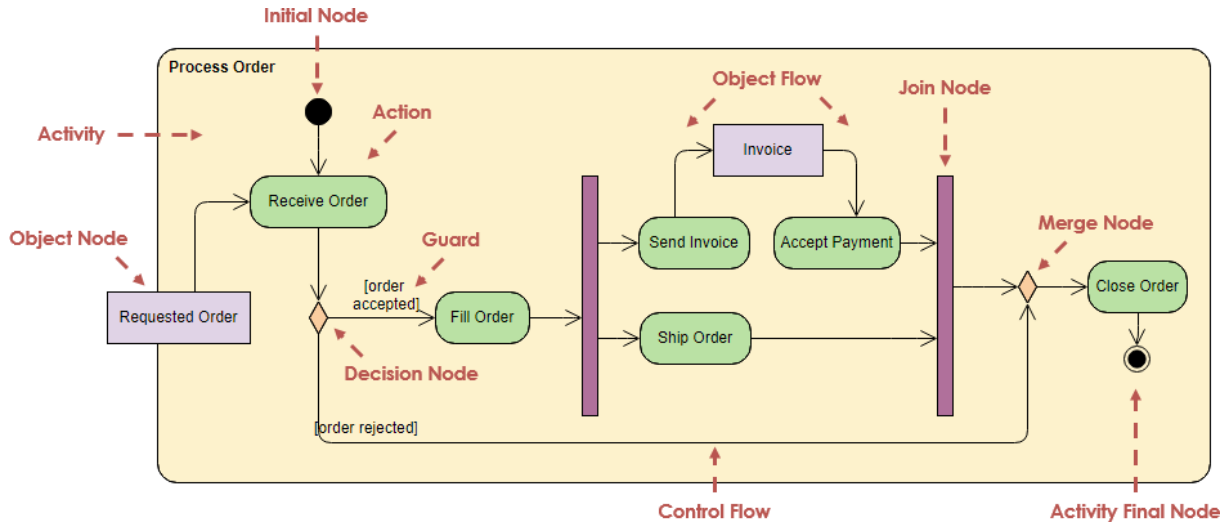 Initial Node
Process Order
Object Flow
Join Node
Activity
Action
Invoice
Receive Order
Object Node
Guard
Send Invoice
Accept Payment
Merge Node
[order
accepted]
Close Order
Requested Order
Fill Order
Ship Order
Decision Node
[order rejected]
Control Flow
Activity Final Node